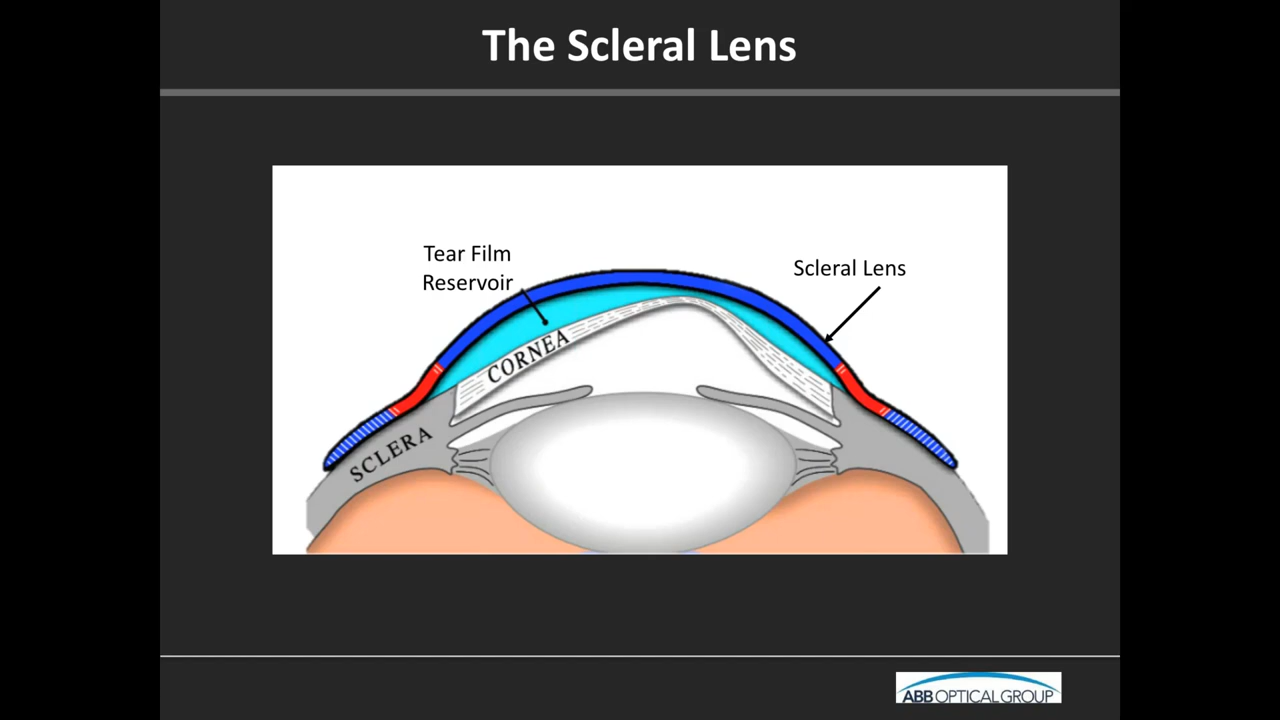 The Scleral Lens
Tear Film
Reservoir
Scleral Lens
CORNEA
SCLERA
ABB OPTICAL GROUP